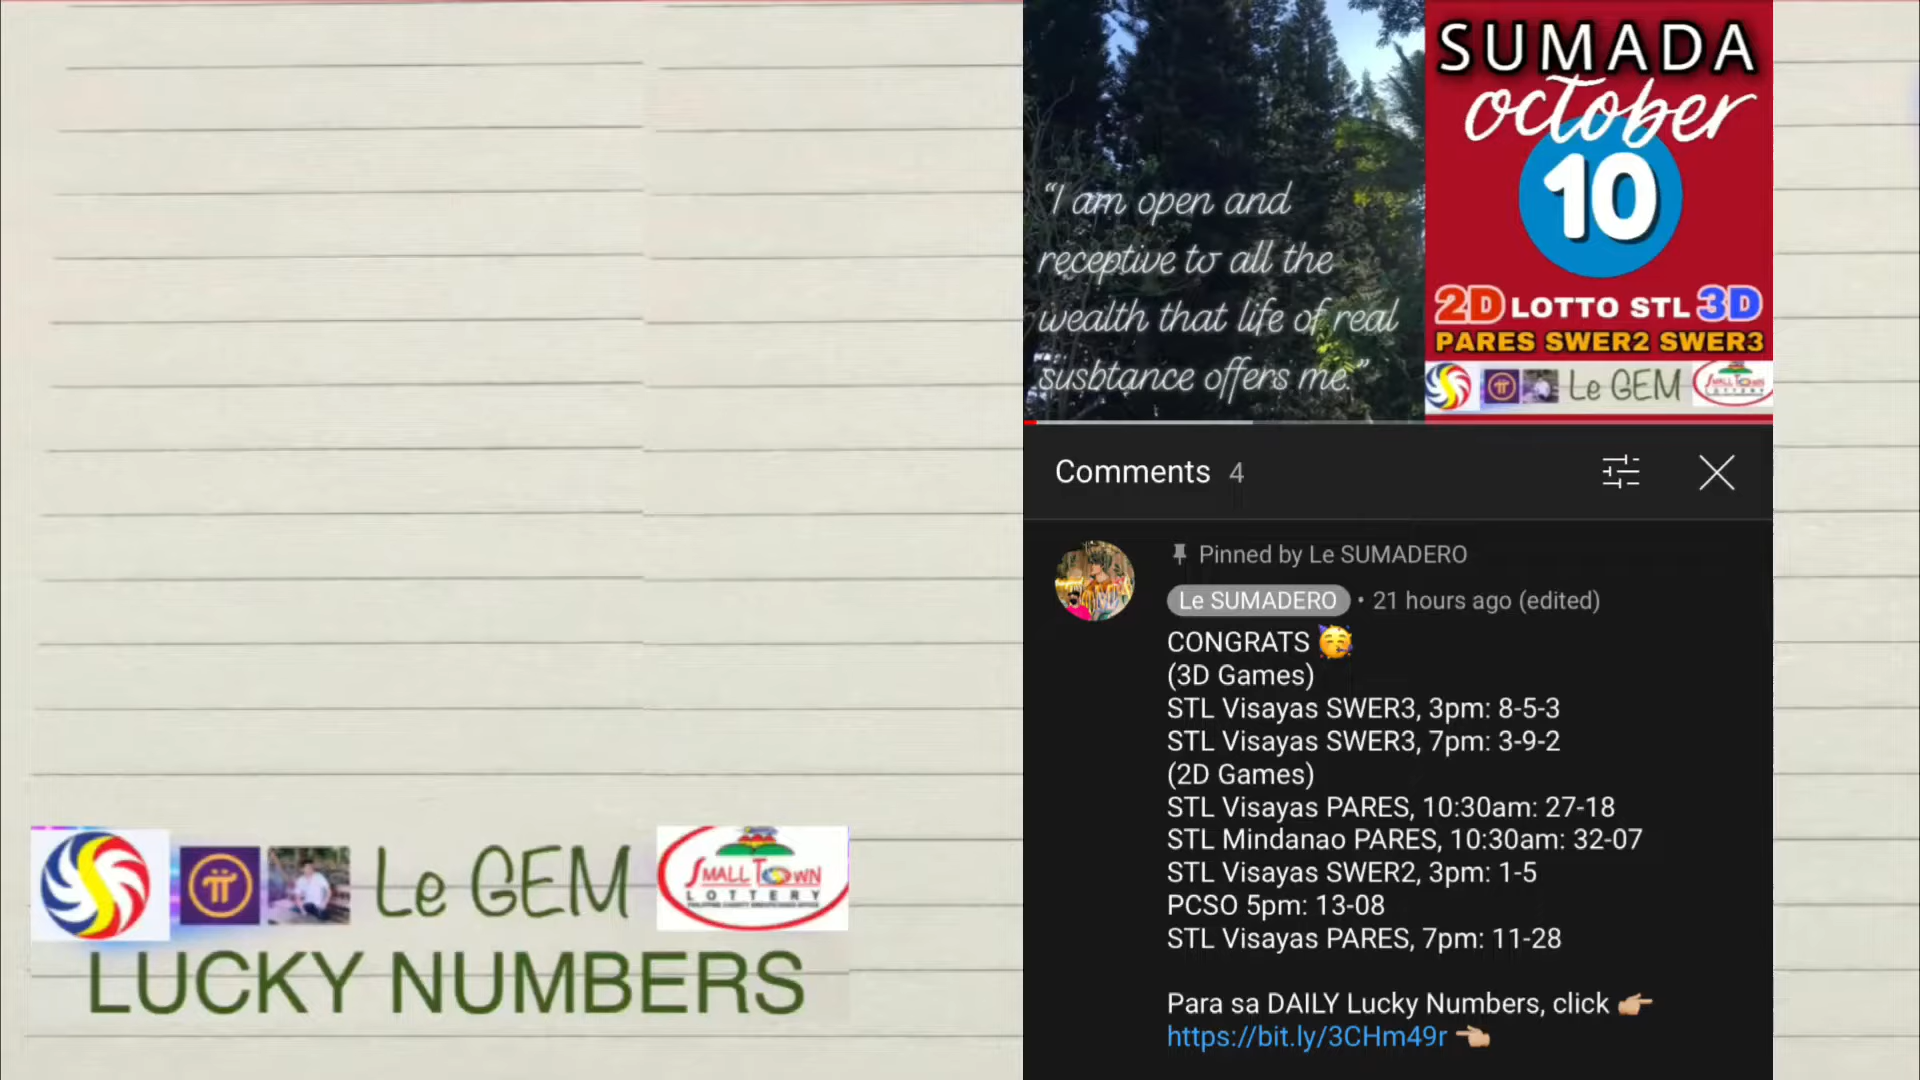 SUMADA
october
10
2D LOTTO STL 3D
PARES SWER2 SWER3
Le GEM
SMALL TOWN
LOTTERY
"I am open and
receptive to all the
wealth that life of real
susbtance offers me."
Comments 4
Pinned by Le SUMADERO
Le SUMADERO • 21 hours ago (edited)
CONGRATS 🥳
(3D Games)
STL Visayas SWER3, 3pm: 8-5-3
STL Visayas SWER3, 7pm: 3-9-2
(2D Games)
STL Visayas PARES, 10:30am: 27-18
STL Mindanao PARES, 10:30am: 32-07
STL Visayas SWER2, 3pm: 1-5
PCSO 5pm: 13-08
STL Visayas PARES, 7pm: 11-28
Para sa DAILY Lucky Numbers, click 👉🏼
https://bit.ly/3CHm49r 👈🏼
Le GEM
SMALL TOWN
LOTTERY
LUCKY NUMBERS